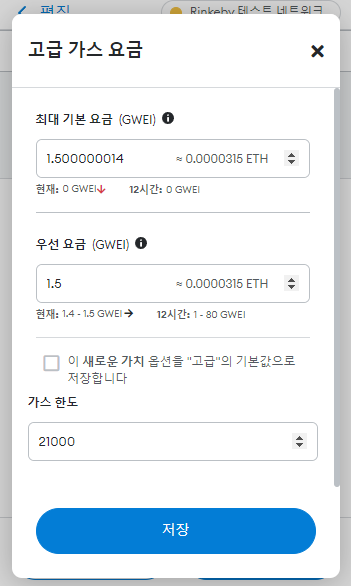 편집
Rinkeby 테스트 네트워크
고급 가스 요금
최대 기본 요금 (GWEI)
1.500000014 ≈ 0.0000315 ETH
현재: 0 GWEI 12시간: 0 GWEI
우선 요금 (GWEI)
1.5 ≈ 0.0000315 ETH
현재: 1.4 - 1.5 GWEI 12시간: 1 - 80 GWEI
이 새로운 가치 옵션을 "고급"의 기본값으로
저장합니다
가스 한도
21000
저장